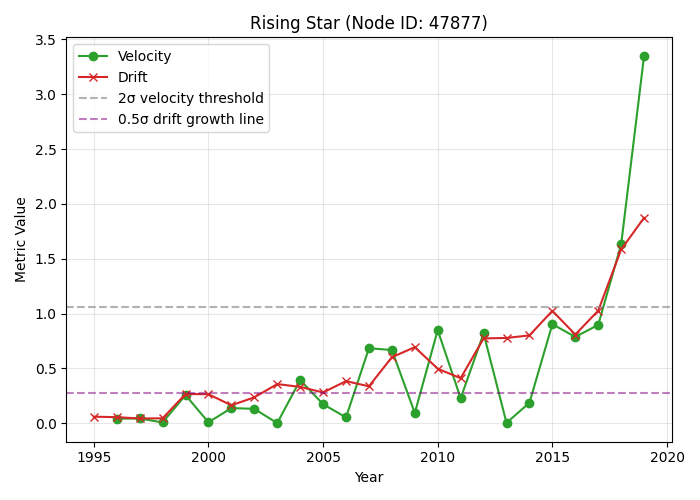 Rising Star (Node ID: 47877)
Velocity
Drift
2σ velocity threshold
0.5σ drift growth line
Metric Value
3.5
3.0
2.5
2.0
1.5
1.0
0.5
0.0
1995 2000 2005 2010 2015 2020
Year